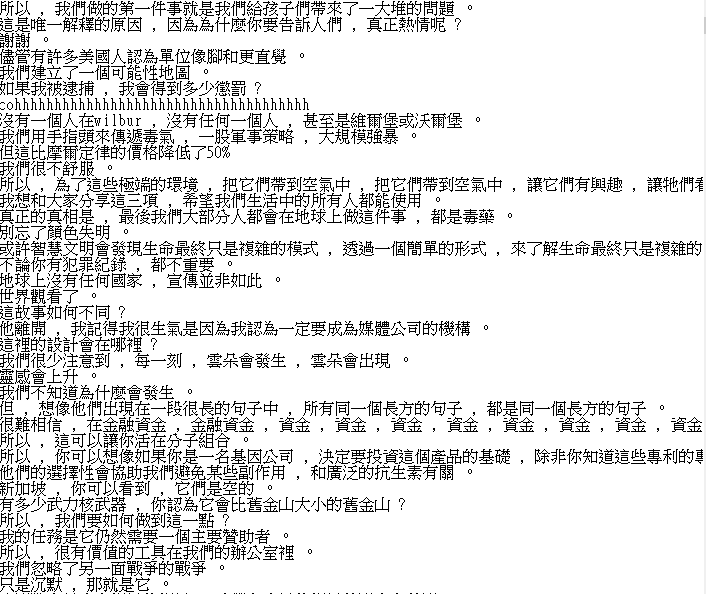 所以 , 我們做的第一件事就是我們給孩子們帶來了一大堆的問題 。
這是唯一解釋的原因 , 因為為什麼你要告訴人們 , 真正熱情呢 ?
謝謝 。
儘管有許多美國人認為單位像腳和更直覺 。
我們建立了一個可能性地圖 。
如果我被逮捕 , 我會得到多少懲罰 ?
cohhhhhhhhhhhhhhhhhhhhhhhhhhhhhhhhhhhhh
沒有一個人在wilbur , 沒有任何一個人 , 甚至是維爾堡或沃爾堡 。
我們用手指頭來傳遞毒氣 , 一股軍事策略 , 大規模強暴 。
但這比摩爾定律的價格降低了50%
我們很不舒服 。
所以 , 為了這些極端的環境 , 把它們帶到空氣中 , 把它們帶到空氣中 , 讓它們有興趣 , 讓牠們看
我想和大家分享這三項 , 希望我們生活中的所有人都能使用 。
真正的真相是 , 最後我們大部分人都會在地球上做這件事 , 都是毒藥 。
別忘了顏色失明 。
或許智慧文明會發現生命最終只是複雜的模式 , 透過一個簡單的形式 , 來了解生命最終只是複雜的
不論你有犯罪紀錄 , 都不重要 。
地球上沒有任何國家 , 宣傳並非如此 。
世界觀看了 。
這故事如何不同 ?
他離開 , 我記得我很生氣是因為我認為一定要成為媒體公司的機構 。
這裡的設計會在哪裡 ?
我們很少注意到 , 每一刻 , 雲朵會發生 , 雲朵會出現 。
靈感會上升 。
我們不知道為什麼會發生 。
但 , 想像他們出現在一段很長的句子中 , 所有同一個長方的句子 , 都是同一個長方的句子 。
很難相信 , 在金融資金 , 金融資金 , 資金 , 資金 , 資金 , 資金 , 資金 , 資金 , 資金 , 資金
所以 , 這可以讓你活在分子組合 。
所以 , 你可以想像如果你是一名基因公司 , 決定要投資這個產品的基礎 , 除非你知道這些專利的專
他們的選擇性會協助我們避免某些副作用 , 和廣泛的抗生素有關 。
新加坡 , 你可以看到 , 它們是空的 。
有多少武力核武器 , 你認為它會比舊金山大小的舊金山 ?
所以 , 我們要如何做到這一點 ?
我的任務是它仍然需要一個主要贊助者 。
所以 , 很有價值的工具在我們的辦公室裡 。
我們忽略了另一面戰爭的戰爭 。
只是沉默 , 那就是它 。